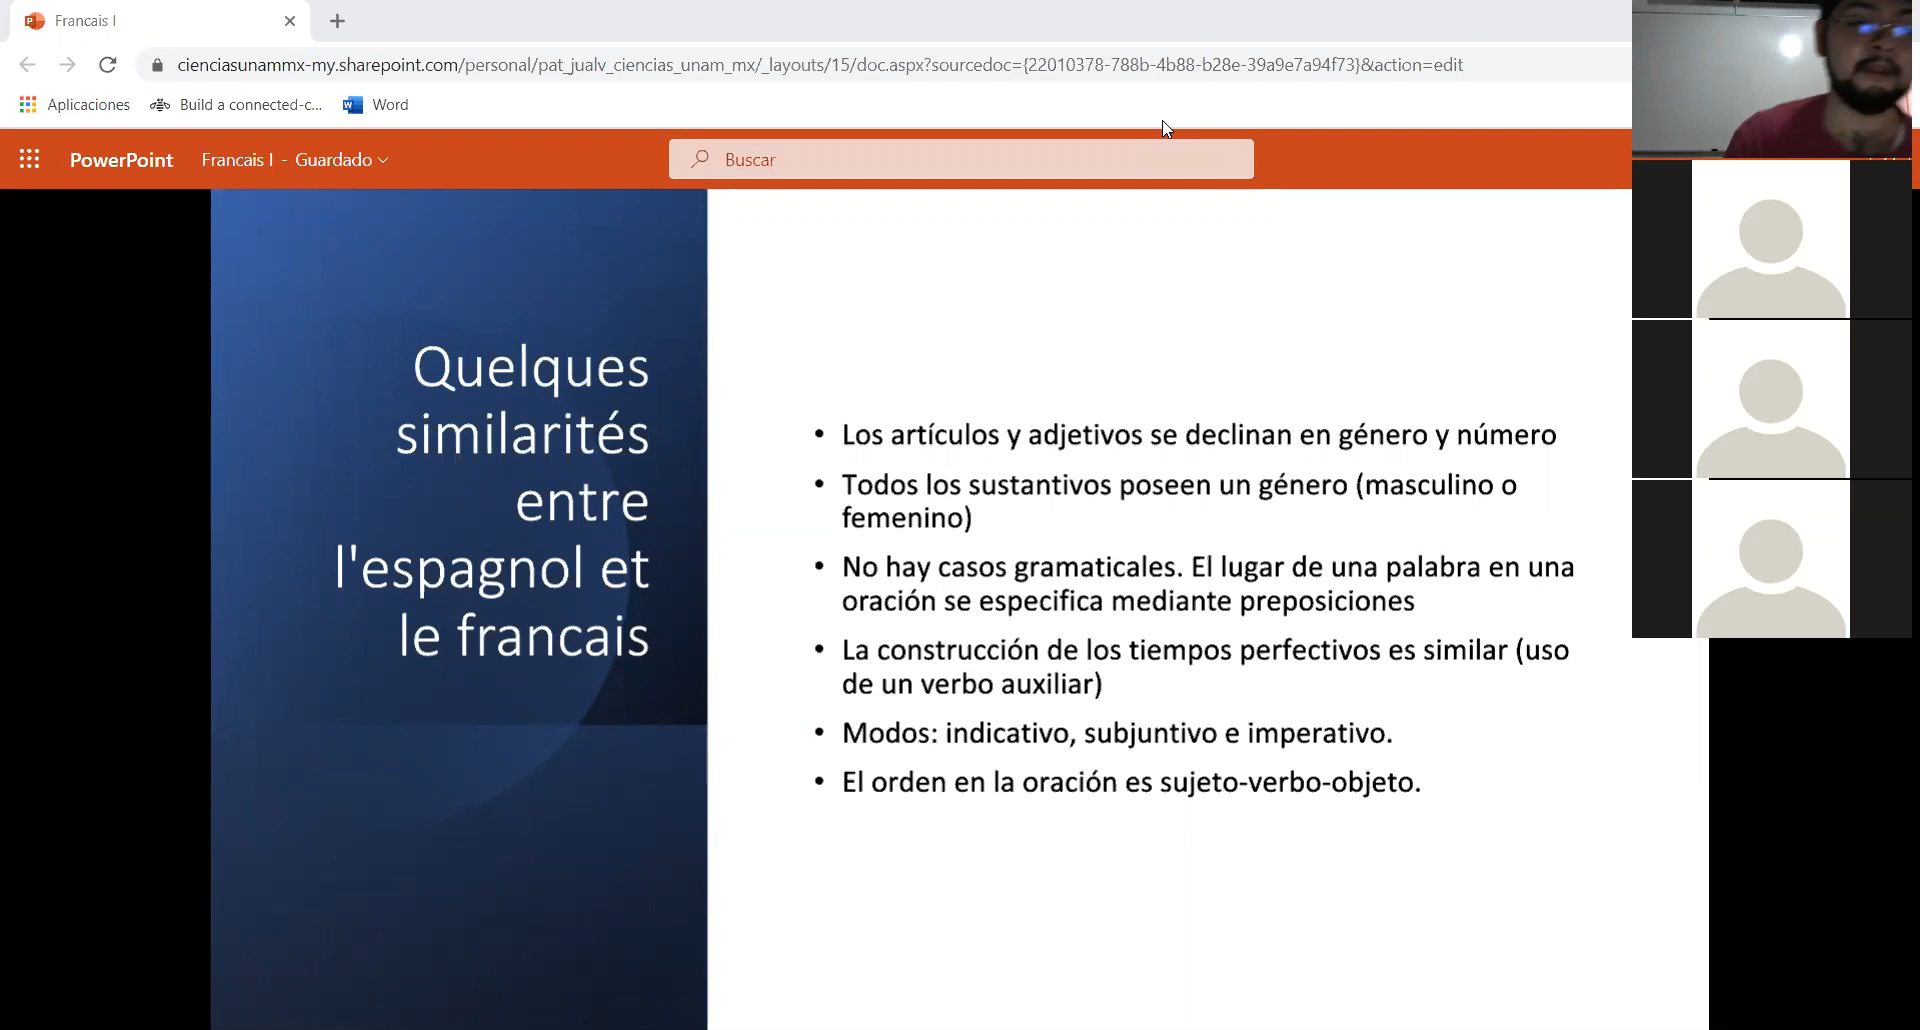 Francais I
cienciasunammx-my.sharepoint.com/personal/pat_jualv_ciencias_unam_mx/_layouts/15/doc.aspx?sourcedoc={22010378-788b-4b88-b28e-39a9e7a94f73}&action=edit
Aplicaciones Build a connected-c... Word
PowerPoint Francais I - Guardado Buscar
Quelques
similarités
entre
l'espagnol et
le francais
• Los artículos y adjetivos se declinan en género y número
• Todos los sustantivos poseen un género (masculino o
femenino)
• No hay casos gramaticales. El lugar de una palabra en una
oración se especifica mediante preposiciones
• La construcción de los tiempos perfectivos es similar (uso
de un verbo auxiliar)
• Modos: indicativo, subjuntivo e imperativo.
• El orden en la oración es sujeto-verbo-objeto.